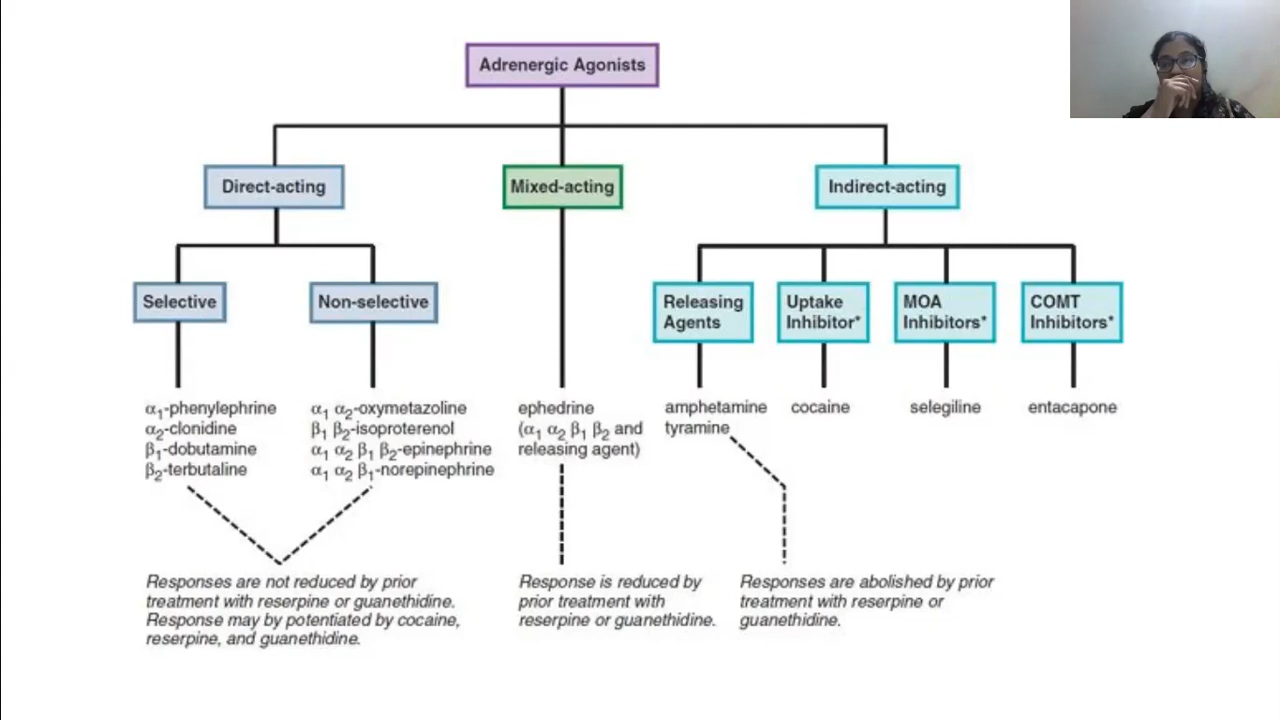 Adrenergic Agonists
Direct-acting
Mixed-acting
Indirect-acting
Selective
Non-selective
Releasing
Agents
Uptake
Inhibitor*
MOA
Inhibitors*
COMT
Inhibitors*
α₁-phenylephrine
α₂-clonidine
β₁-dobutamine
β₂-terbutaline
α₁ α₂-oxymetazoline
β₁ β₂-isoproterenol
α₁ α₂ β₁ β₂-epinephrine
α₁ α₂ β₁-norepinephrine
ephedrine
(α₁ α₂ β₁ β₂ and
releasing agent)
amphetamine
tyramine
cocaine
selegiline
entacapone
Responses are not reduced by prior
treatment with reserpine or guanethidine.
Response may by potentiated by cocaine,
reserpine, and guanethidine.
Response is reduced by
prior treatment with
reserpine or guanethidine.
Responses are abolished by prior
treatment with reserpine or
guanethidine.